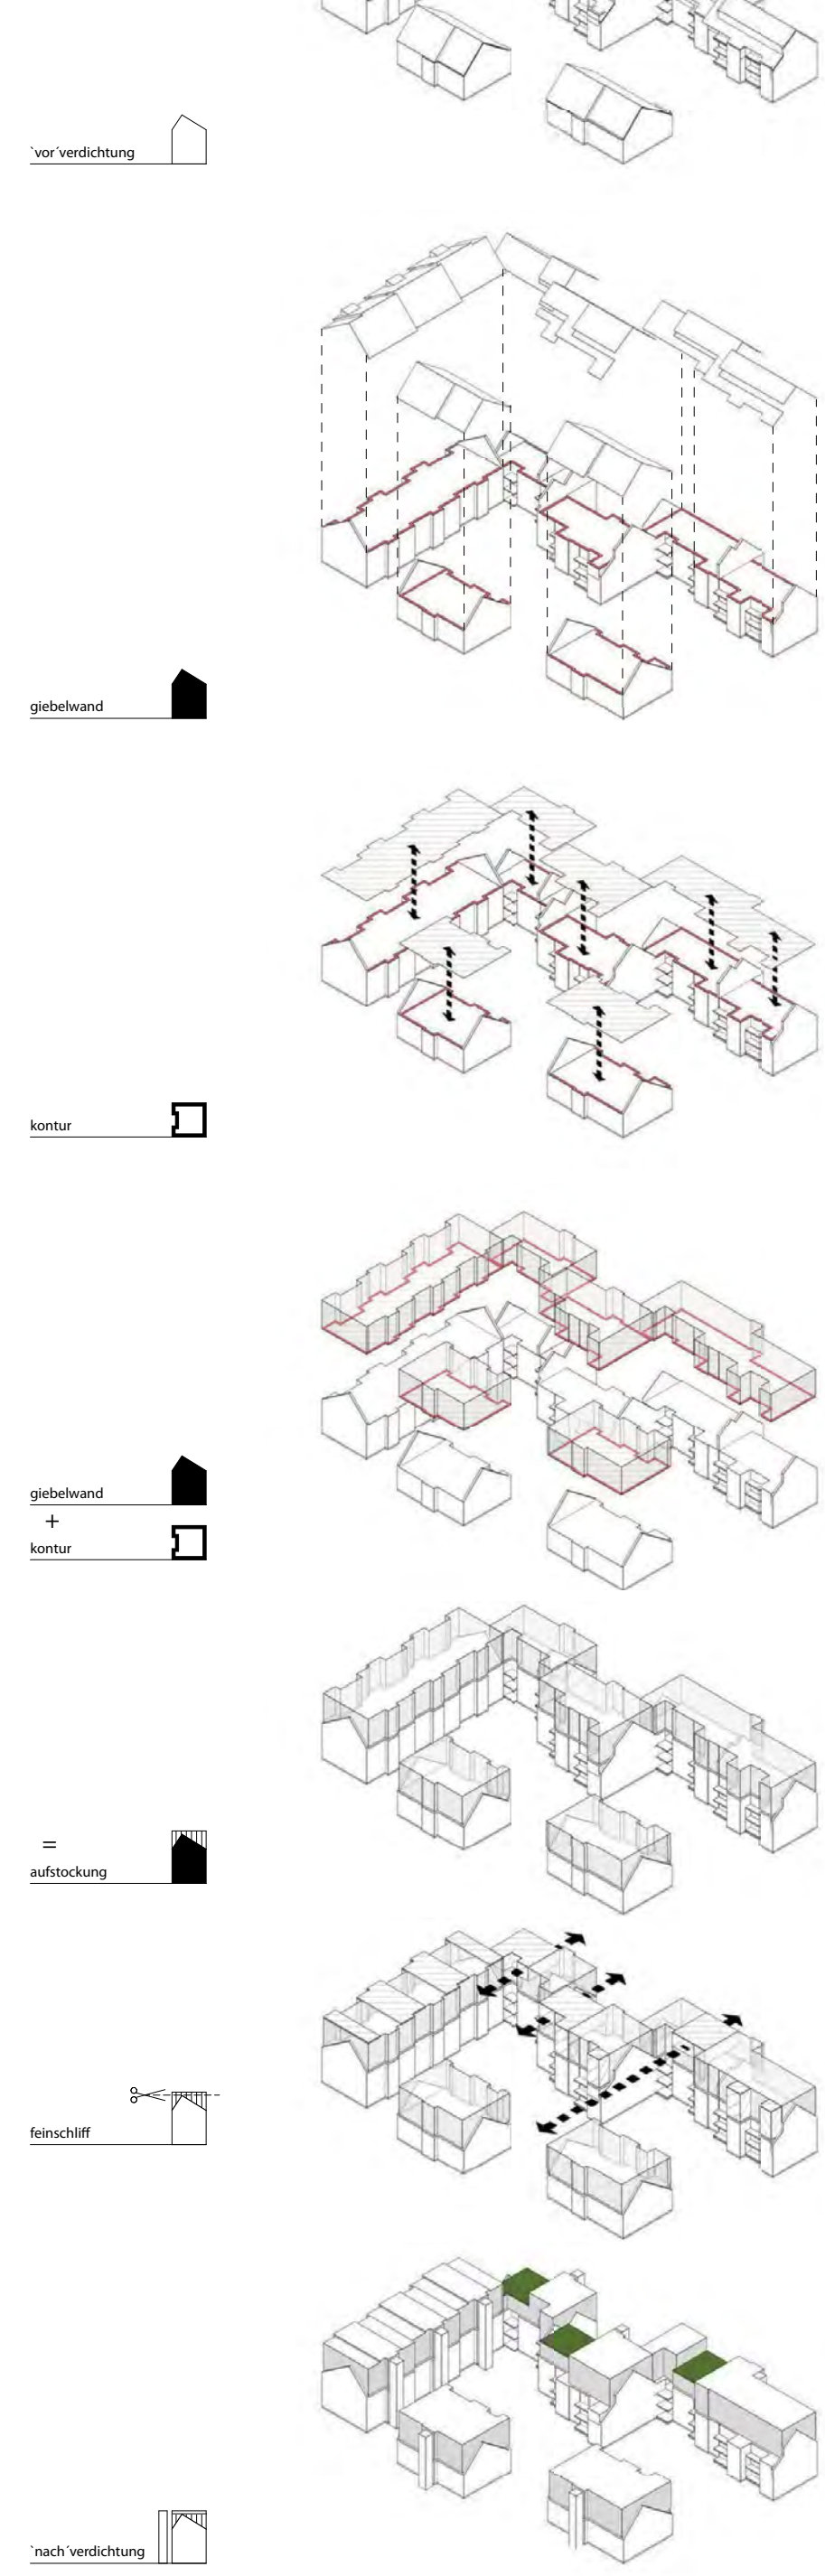 `vor´verdichtung
giebelwand
kontur
giebelwand
+
kontur
=
aufstockung
feinschliff
`nach´verdichtung